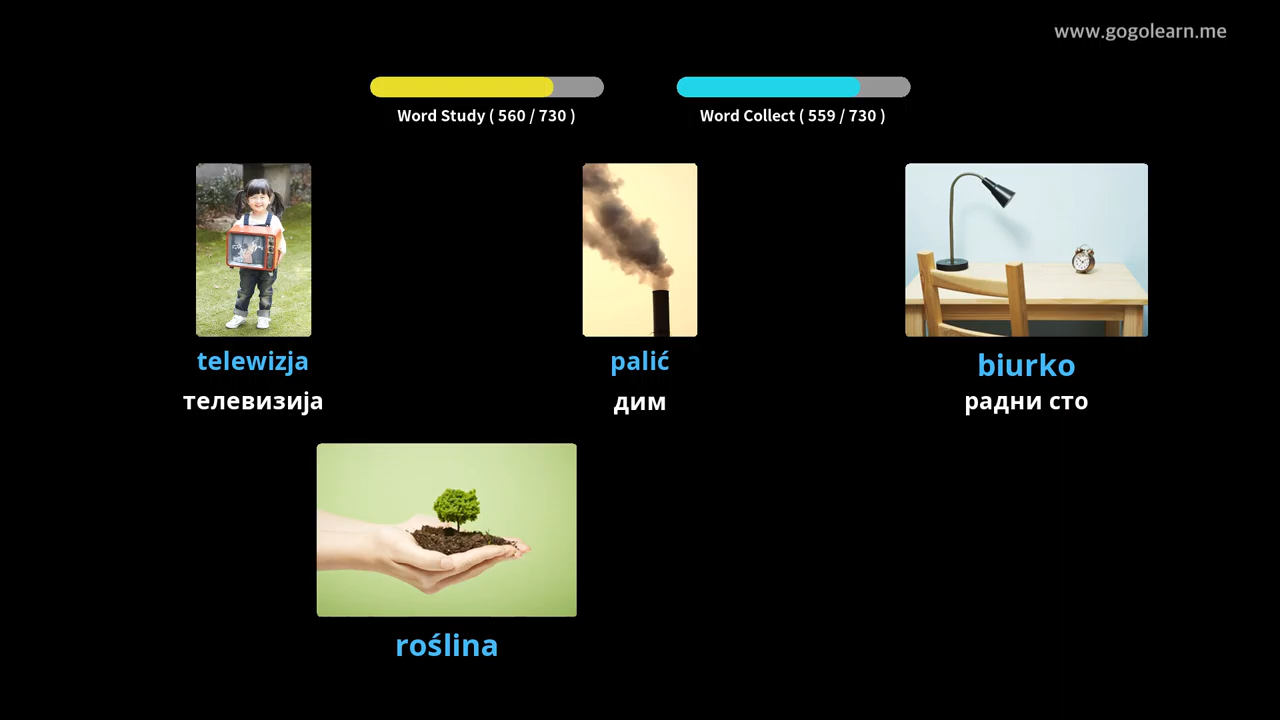 www.gogolearn.me
Word Study ( 560 / 730 )
Word Collect ( 559 / 730 )
telewizja
телевизија
palić
дим
biurko
радни сто
roślina